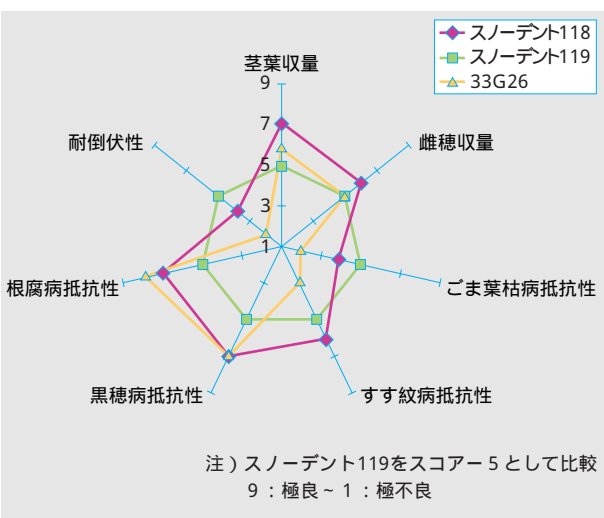 スノーデント118
スノーデント119
33G26
茎葉収量
9
7
5
3
1
雌穂収量
ごま葉枯病抵抗性
すす紋病抵抗性
黒穂病抵抗性
根腐病抵抗性
耐倒伏性
注）スノーデント119をスコアー５として比較
９：極良～１：極不良